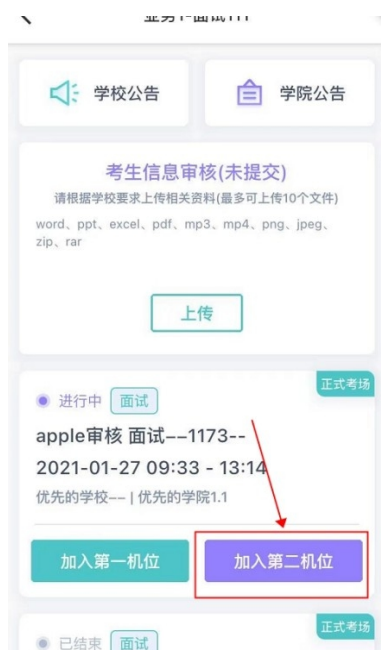 学校公告
学院公告
考生信息审核(未提交)
请根据学校要求上传相关资料(最多可上传10个文件)
word、ppt、excel、pdf、mp3、mp4、png、jpeg、
zip、rar
上传
正式考场
进行中 面试
apple审核 面试––1173--
2021-01-27 09:33 - 13:14
优先的学校–– | 优先的学院1.1
加入第一机位
加入第二机位
正式考场
已结束 面试